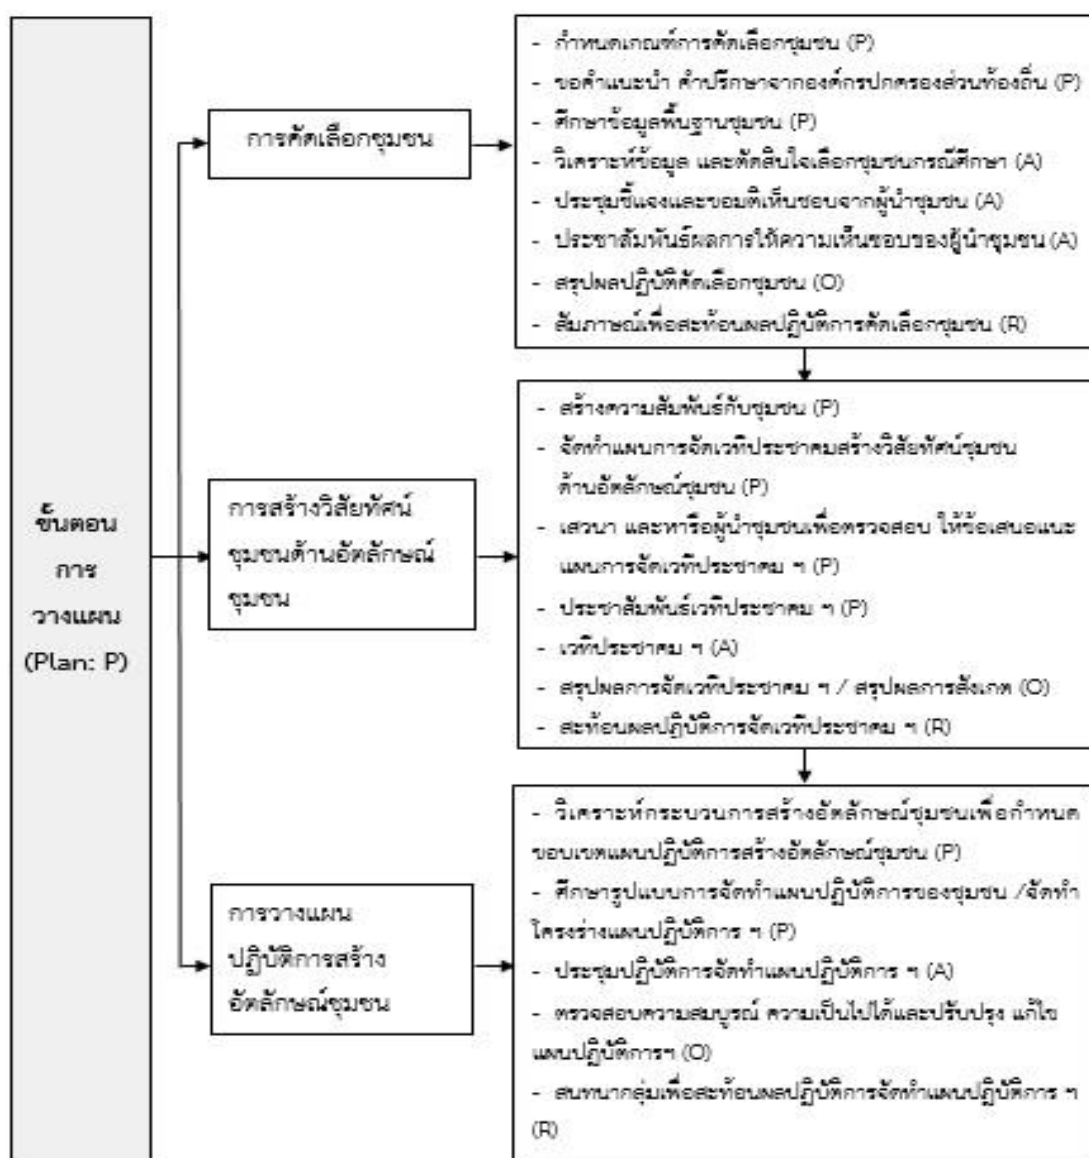 ขั้นตอน
การ
วางแผน
(Plan: P)
การคัดเลือกชุมชน
- กำหนดเกณฑ์การคัดเลือกชุมชน (P)
- ขอคำแนะนำ คำปรึกษาจากองค์กรปกครองส่วนท้องถิ่น (P)
- ศึกษาข้อมูลพื้นฐานชุมชน (P)
- วิเคราะห์ข้อมูล และตัดสินใจเลือกชุมชนกรณีศึกษา (A)
- ประชุมชี้แจงและขอมติเห็นชอบจากผู้นำชุมชน (A)
- ประชาสัมพันธ์ผลการให้ความเห็นชอบของผู้นำชุมชน (A)
- สรุปผลปฏิบัติคัดเลือกชุมชน (O)
- สัมภาษณ์เพื่อสะท้อนผลปฏิบัติการคัดเลือกชุมชน (R)
การสร้างวิสัยทัศน์
ชุมชนด้านอัตลักษณ์
ชุมชน
- สร้างความสัมพันธ์กับชุมชน (P)
- จัดทำแผนการจัดเวทีประชาคมสร้างวิสัยทัศน์ชุมชน
ด้านอัตลักษณ์ชุมชน (P)
- เสวนา และหารือผู้นำชุมชนเพื่อตรวจสอบ ให้ข้อเสนอแนะ
แผนการจัดเวทีประชาคม ฯ (P)
- ประชาสัมพันธ์เวทีประชาคม ฯ (P)
- เวทีประชาคม ฯ (A)
- สรุปผลการจัดเวทีประชาคม ฯ / สรุปผลการสังเกต (O)
- สะท้อนผลปฏิบัติการจัดเวทีประชาคม ฯ (R)
การวางแผน
ปฏิบัติการสร้าง
อัตลักษณ์ชุมชน
- วิเคราะห์กระบวนการสร้างอัตลักษณ์ชุมชนเพื่อกำหนด
ขอบเขตแผนปฏิบัติการสร้างอัตลักษณ์ชุมชน (P)
- ศึกษารูปแบบการจัดทำแผนปฏิบัติการของชุมชน /จัดทำ
โครงร่างแผนปฏิบัติการ ฯ (P)
- ประชุมปฏิบัติการจัดทำแผนปฏิบัติการ ฯ (A)
- ตรวจสอบความสมบูรณ์ ความเป็นไปได้และปรับปรุง แก้ไข
แผนปฏิบัติการฯ (O)
- สนทนากลุ่มเพื่อสะท้อนผลปฏิบัติการจัดทำแผนปฏิบัติการ ฯ
(R)